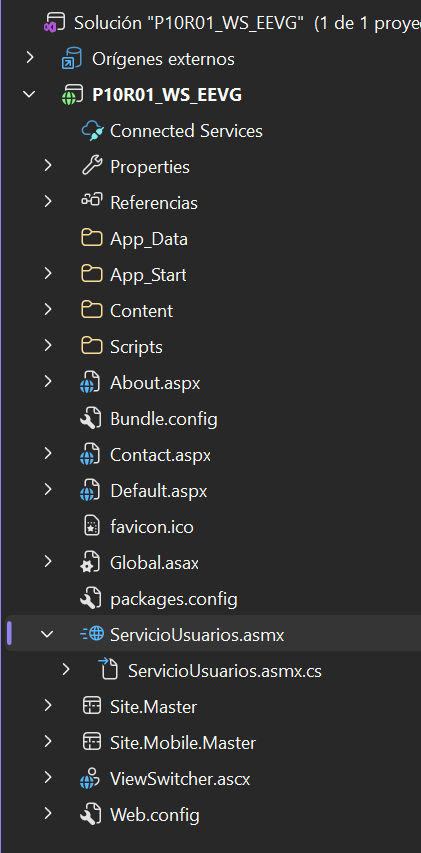 Solución "P10R01_WS_EEVG" (1 de 1 proye
Orígenes externos
P10R01_WS_EEVG
Connected Services
Properties
Referencias
App_Data
App_Start
Content
Scripts
About.aspx
Bundle.config
Contact.aspx
Default.aspx
favicon.ico
Global.asax
packages.config
ServicioUsuarios.asmx
ServicioUsuarios.asmx.cs
Site.Master
Site.Mobile.Master
ViewSwitcher.ascx
Web.config